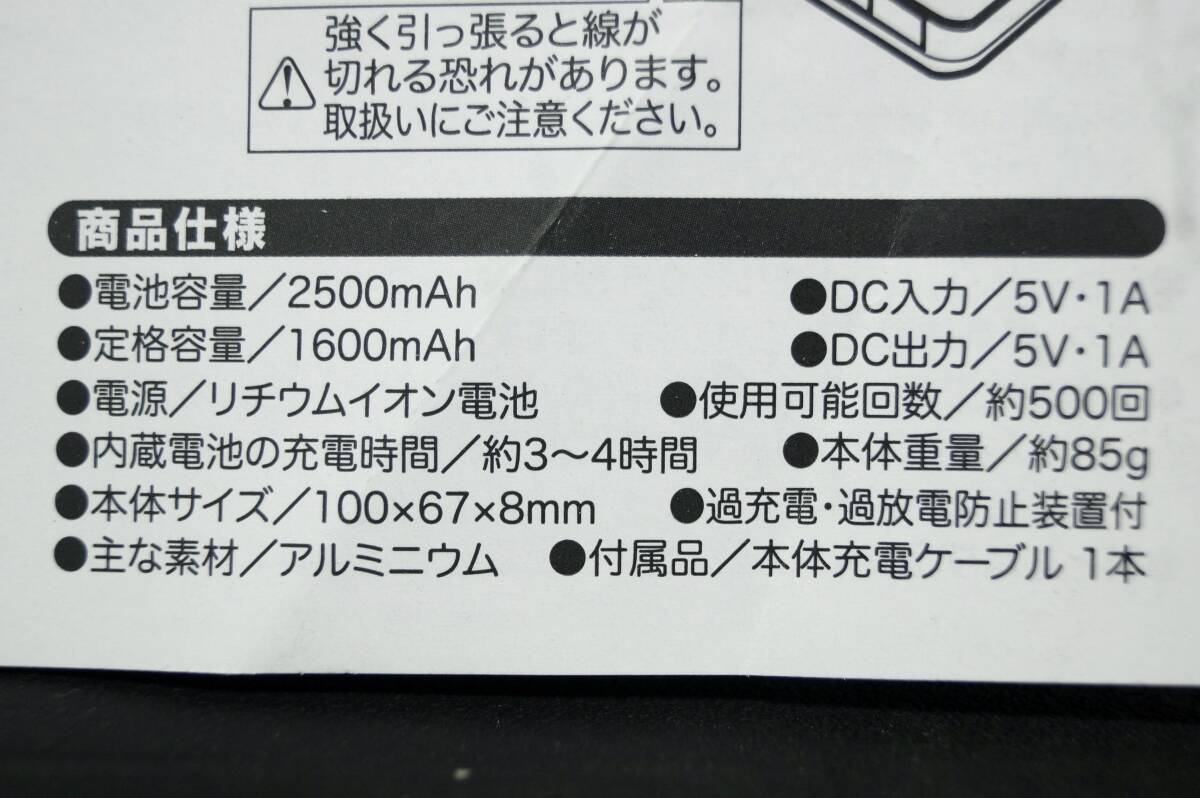 強く引っ張ると線が
切れる恐れがあります。
取扱いにご注意ください。
商品仕様
●電池容量／2500mAh ●DC入力／5V・1A
●定格容量／1600mAh ●DC出力／5V・1A
●電源／リチウムイオン電池 ●使用可能回数／約500回
●内蔵電池の充電時間／約3〜4時間 ●本体重量／約85g
●本体サイズ／100×67×8mm ●過充電・過放電防止装置付
●主な素材／アルミニウム ●付属品／本体充電ケーブル 1本